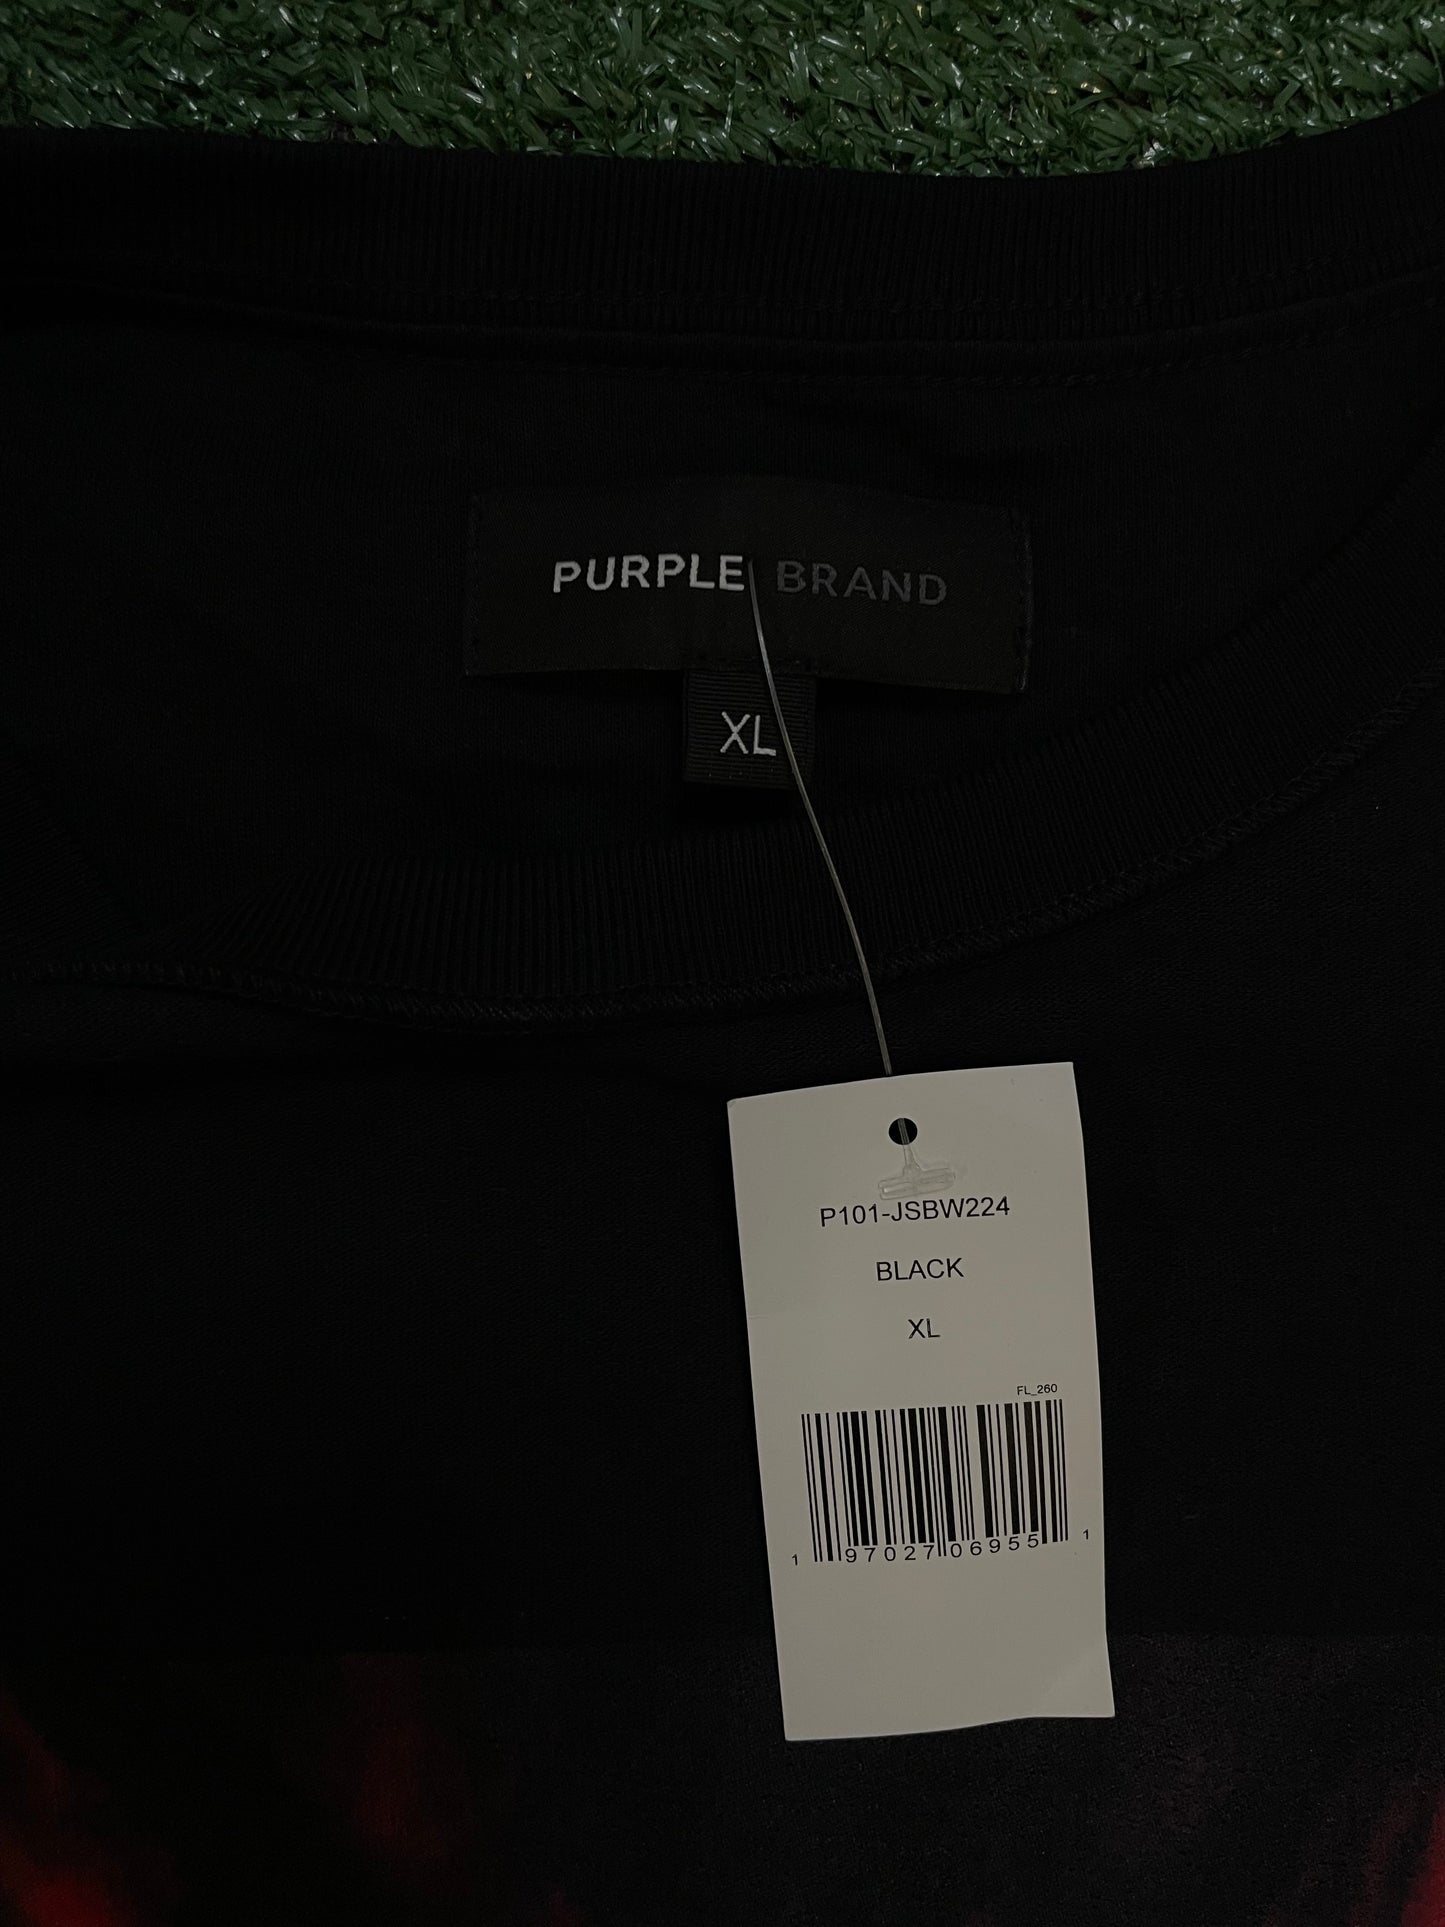 PURPLE BRAND
XL
P101-JSBW224
BLACK
XL
FL_260
1 97027 06955 1